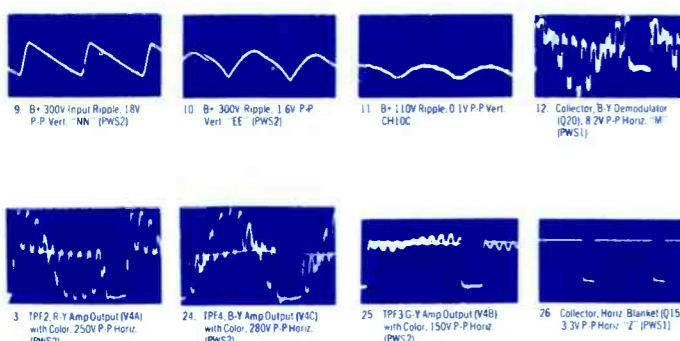 9. B+ 300V Input Ripple, 18V
P-P Vert. "NN" (PWS2)
10 B+ 300V Ripple, 1.6V P-P
Vert. "EE" (PWS2)
11 B+ 110V Ripple, 0.1V P-P Vert.
CH10C
12. Collector, B-Y Demodulator
(Q20), 8.2V P-P Horiz. "M"
(PWS1)
3 TPF2, R-Y Amp Output (V4A)
with Color, 250V P-P Horiz.
(PWS2)
24. TPF4, B-Y Amp Output (V4C)
with Color, 280V P-P Horiz.
(PWS2)
25 TPF3 G-Y Amp Output (V4B)
with Color, 150V P-P Horiz
(PWS2)
26 Collector, Horiz. Blanket (Q15
3.3V P-P Horiz "Z" (PWS1)